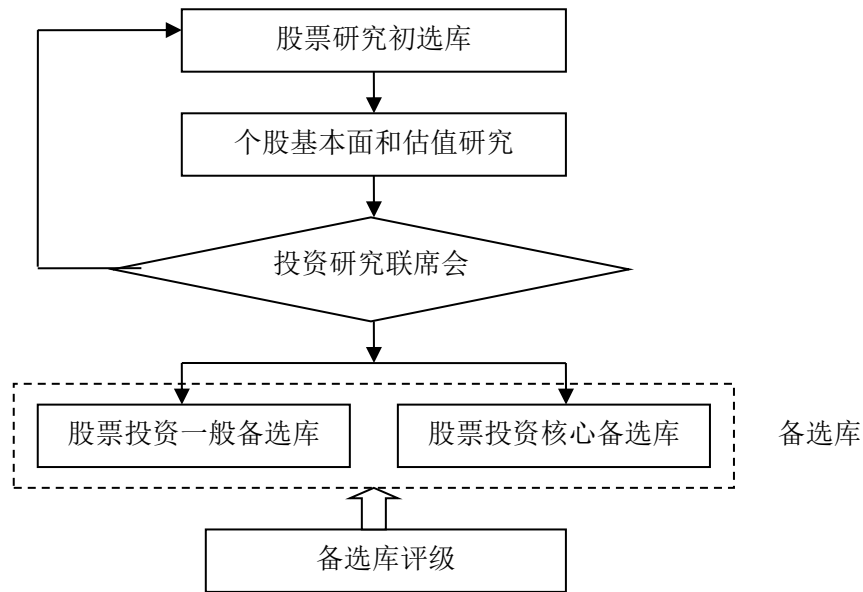 股票研究初选库
个股基本面和估值研究
投资研究联席会
股票投资一般备选库
股票投资核心备选库
备选库
备选库评级